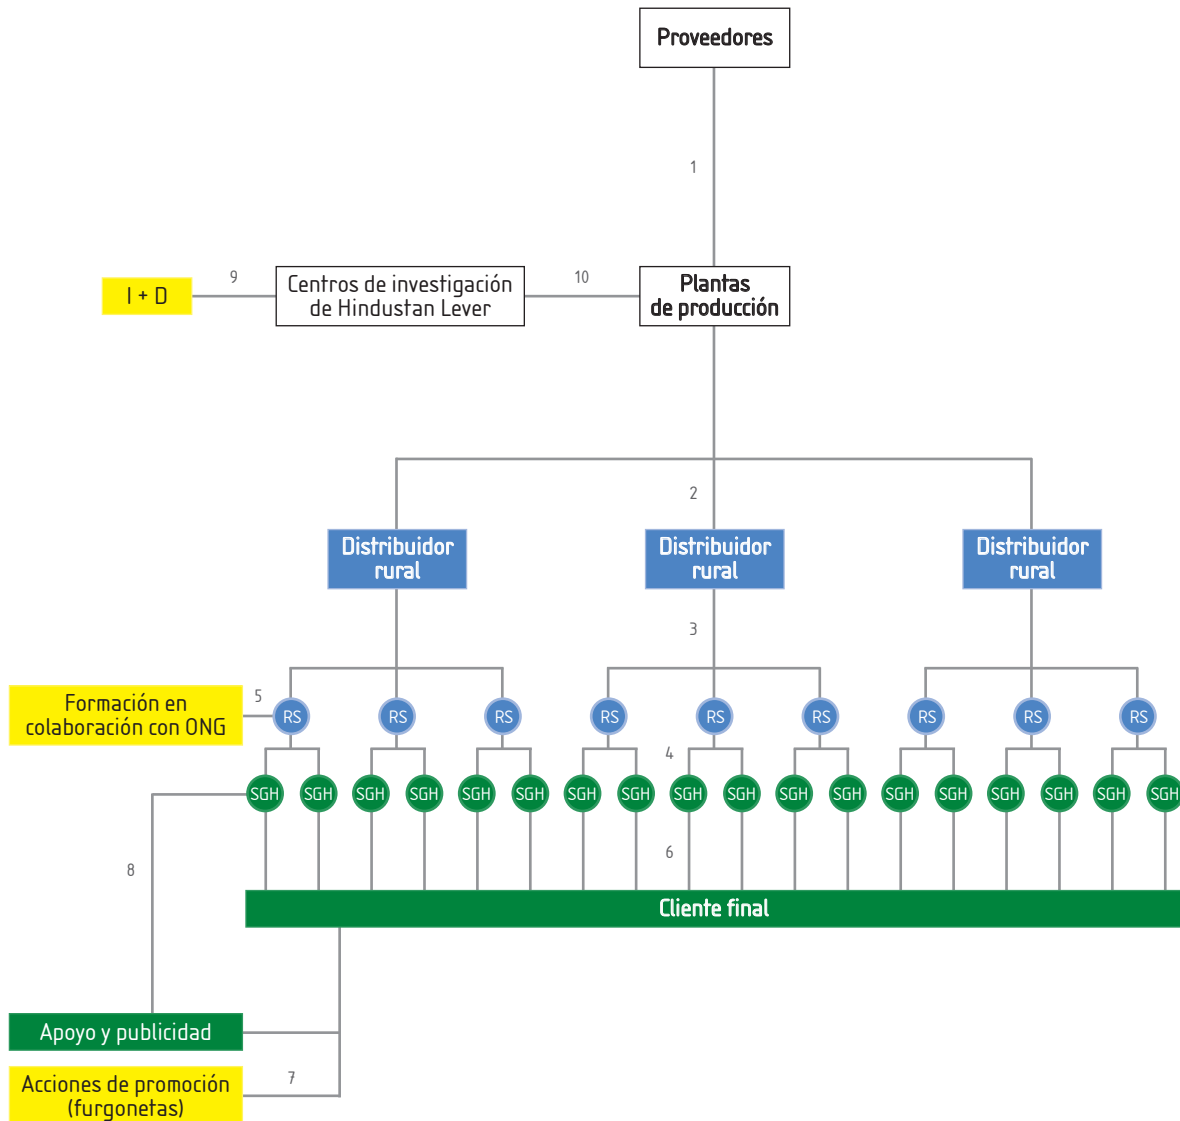 Proveedores
1
I + D
9
Centros de investigación
de Hindustan Lever
10
Plantas
de producción
2
Distribuidor
rural
Distribuidor
rural
Distribuidor
rural
3
Formación en
colaboración con ONG
5
RS RS RS RS RS RS RS RS RS
4
SGH SGH SGH SGH SGH SGH SGH SGH SGH SGH SGH SGH SGH SGH SGH SGH SGH SGH
6
8
Cliente final
Apoyo y publicidad
Acciones de promoción
(furgonetas)
7